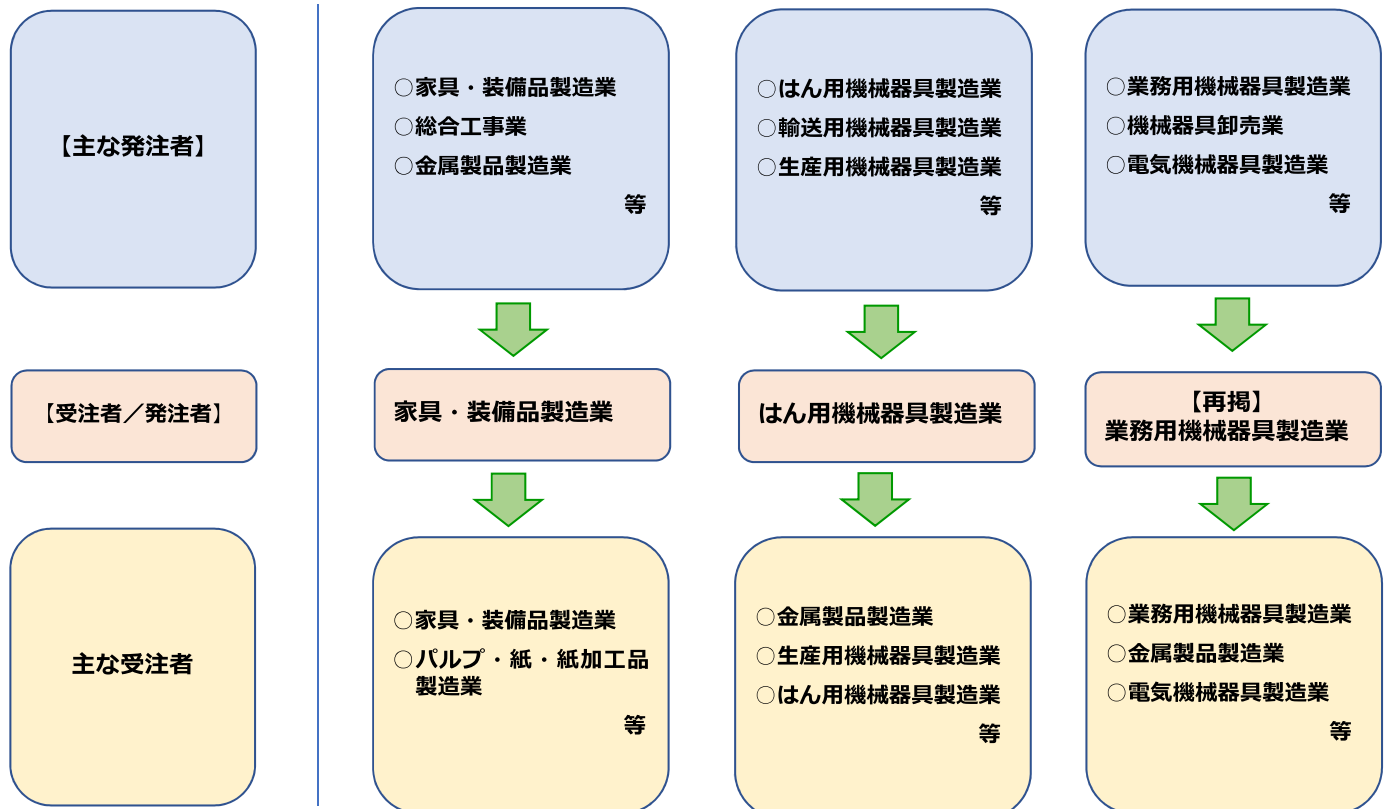 【主な発注者】
○家具・装備品製造業
○総合工事業
○金属製品製造業
等
○はん用機械器具製造業
○輸送用機械器具製造業
○生産用機械器具製造業
等
○業務用機械器具製造業
○機械器具卸売業
○電気機械器具製造業
等
【受注者／発注者】
家具・装備品製造業
はん用機械器具製造業
【再掲】
業務用機械器具製造業
主な受注者
○家具・装備品製造業
○パルプ・紙・紙加工品
製造業
等
○金属製品製造業
○生産用機械器具製造業
○はん用機械器具製造業
等
○業務用機械器具製造業
○金属製品製造業
○電気機械器具製造業
等